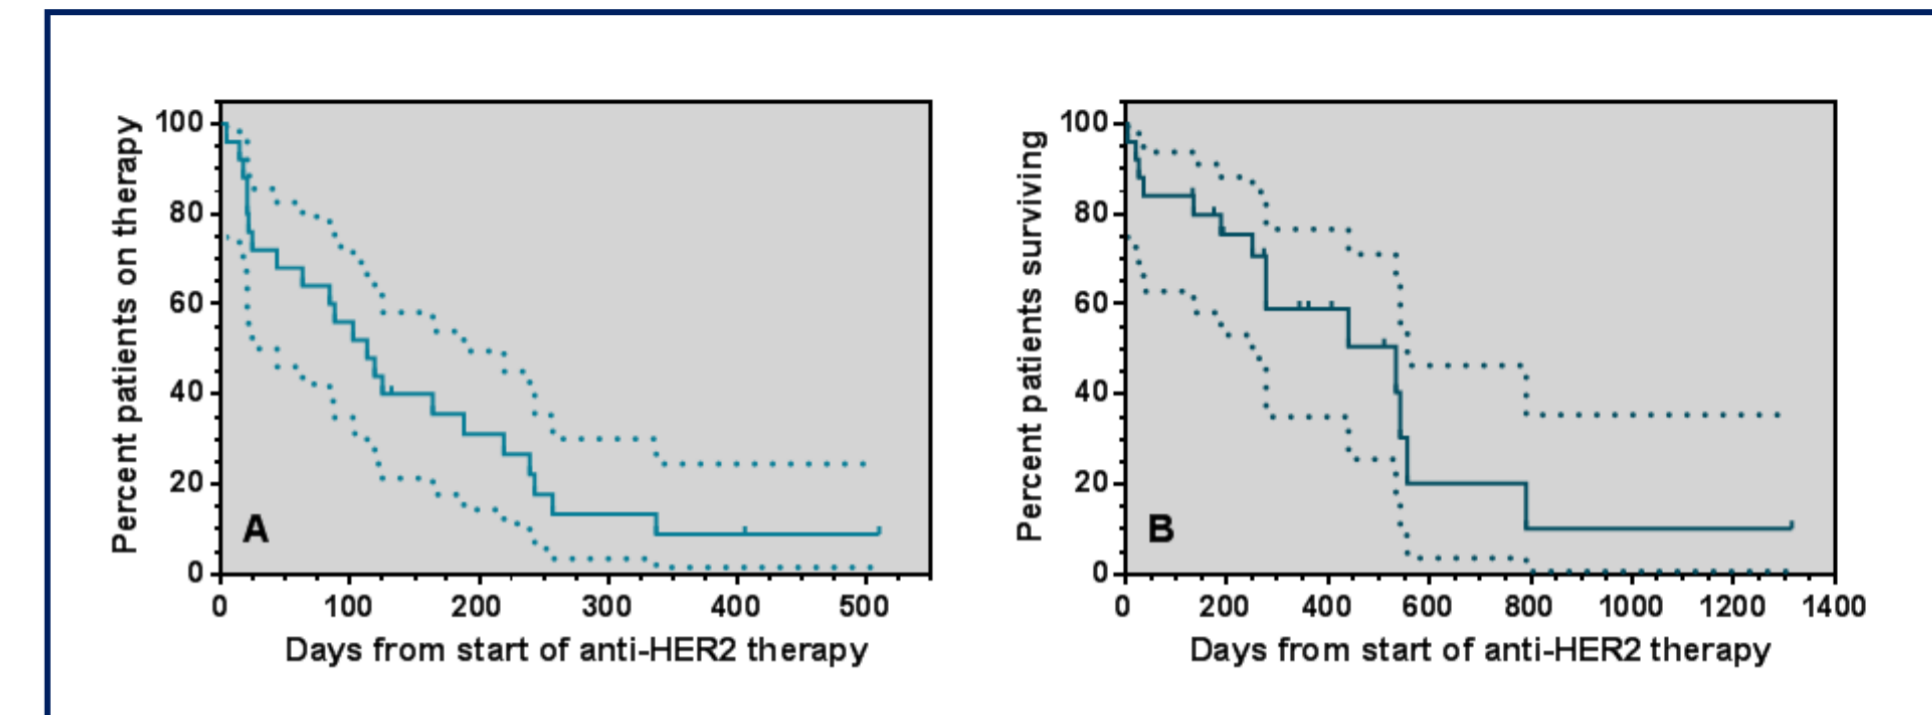 Percent patients on therapy
100
80
60
40
20
0
A
0 100 200 300 400 500
Days from start of anti-HER2 therapy
Percent patients surviving
100
80
60
40
20
0
B
0 200 400 600 800 1000 1200 1400
Days from start of anti-HER2 therapy